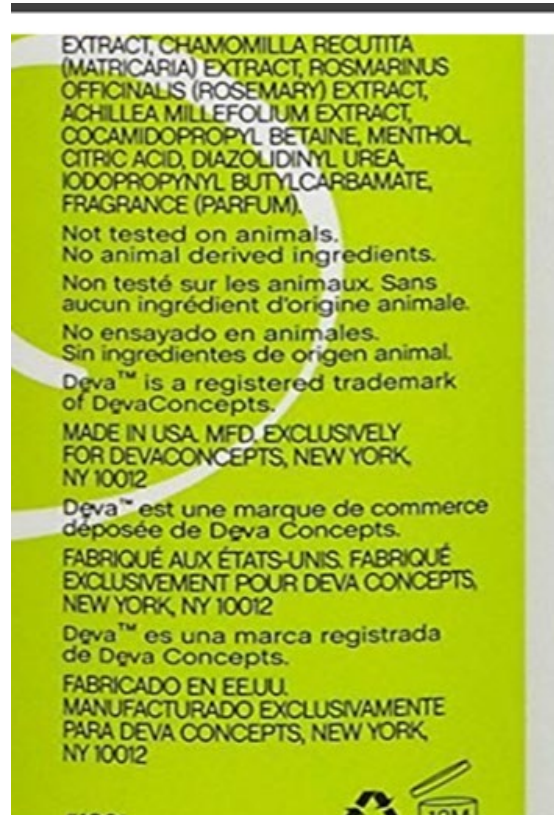 EXTRACT, CHAMOMILLA RECUTITA
(MATRICARIA) EXTRACT, ROSMARINUS
OFFICINALIS (ROSEMARY) EXTRACT,
ACHILLEA MILLEFOLIUM EXTRACT,
COCAMIDOPROPYL BETAINE, MENTHOL,
CITRIC ACID, DIAZOLIDINYL UREA,
IODOPROPYNYL BUTYLCARBAMATE,
FRAGRANCE (PARFUM).
Not tested on animals.
No animal derived ingredients.
Non testé sur les animaux. Sans
aucun ingrédient d'origine animale.
No ensayado en animales.
Sin ingredientes de origen animal.
Deva™ is a registered trademark
of DevaConcepts.
MADE IN USA. MFD. EXCLUSIVELY
FOR DEVACONCEPTS, NEW YORK,
NY 10012
Deva™ est une marque de commerce
déposée de Deva Concepts.
FABRIQUÉ AUX ÉTATS-UNIS. FABRIQUÉ
EXCLUSIVEMENT POUR DEVA CONCEPTS,
NEW YORK, NY 10012
Deva™ es una marca registrada
de Deva Concepts.
FABRICADO EN EE.UU.
MANUFACTURADO EXCLUSIVAMENTE
PARA DEVA CONCEPTS, NEW YORK,
NY 10012